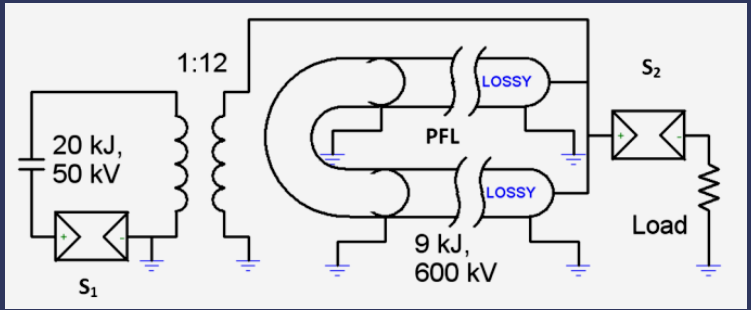 1:12
S₂
LOSSY
20 kJ,
50 kV
PFL
+
-
LOSSY
+
-
Load
9 kJ,
600 kV
S₁